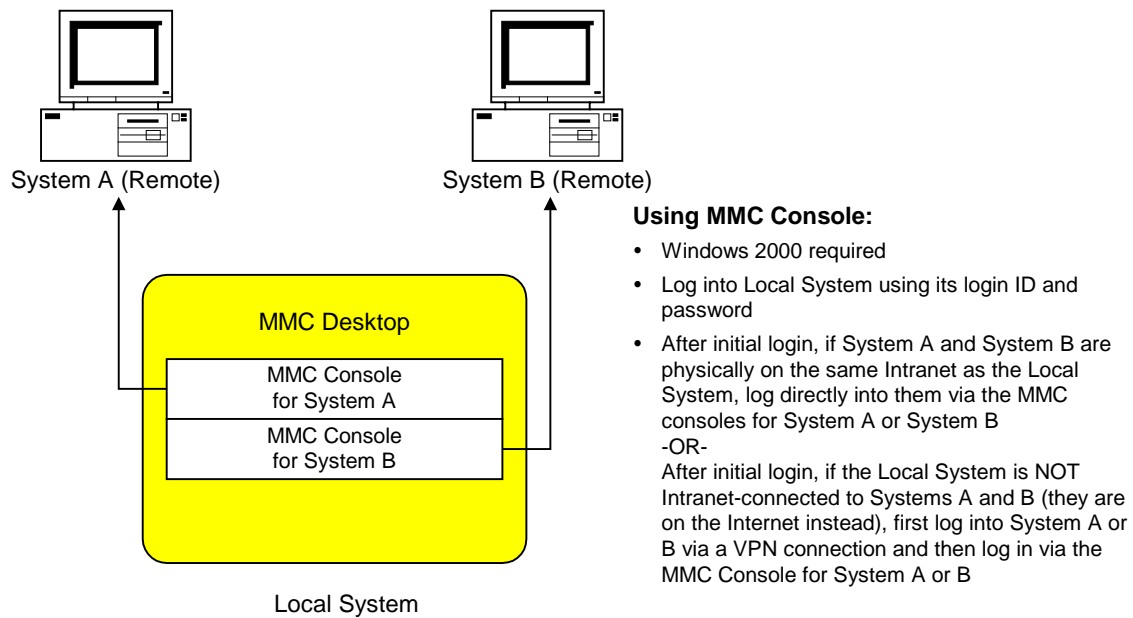 System A (Remote)
System B (Remote)
MMC Desktop
MMC Console
for System A
MMC Console
for System B
Local System
Using MMC Console:
• Windows 2000 required
• Log into Local System using its login ID and
password
• After initial login, if System A and System B are
physically on the same Intranet as the Local
System, log directly into them via the MMC
consoles for System A or System B
-OR-
After initial login, if the Local System is NOT
Intranet-connected to Systems A and B (they are
on the Internet instead), first log into System A or
B via a VPN connection and then log in via the
MMC Console for System A or B